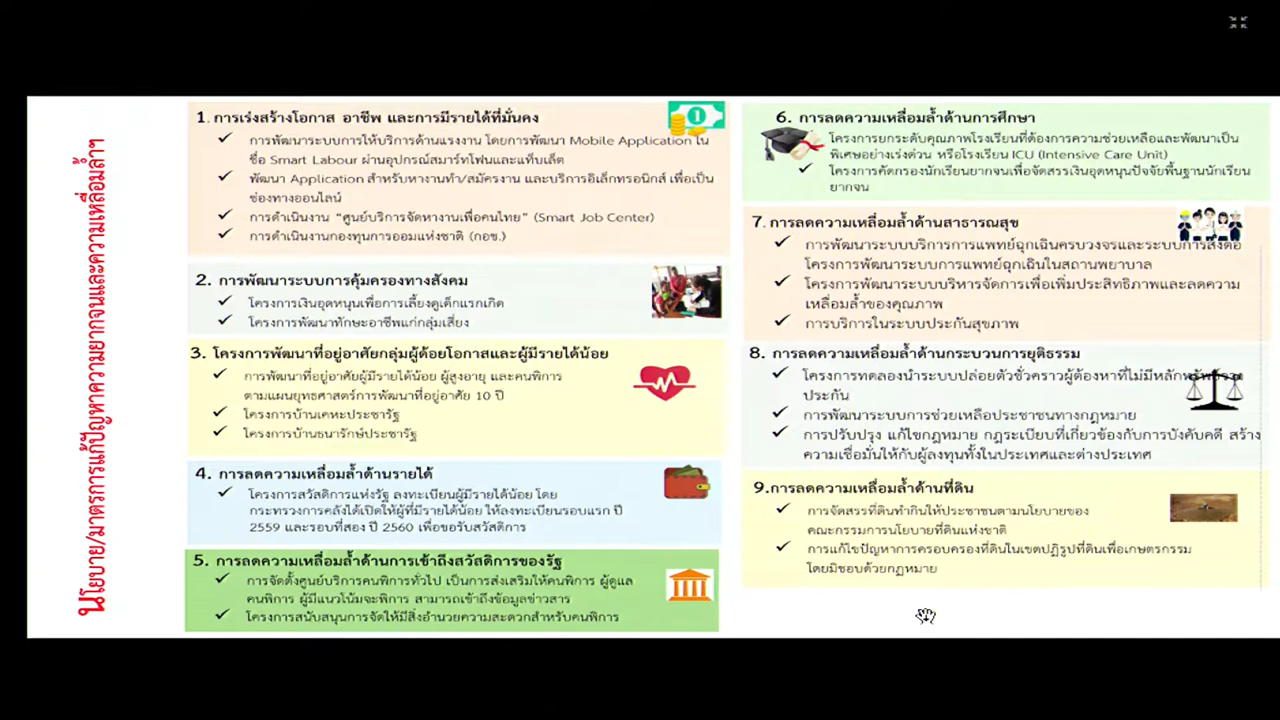 นโยบาย/มาตรการแก้ปัญหาความยากจนและความเหลื่อมล้ำฯ
1. การเร่งสร้างโอกาส อาชีพ และการมีรายได้ที่มั่นคง
การพัฒนาระบบการให้บริการด้านแรงงาน โดยการพัฒนา Mobile Application ใน
ชื่อ Smart Labour ผ่านอุปกรณ์สมาร์ทโฟนและแท็บเล็ต
พัฒนา Application สำหรับหางานทำ/สมัครงาน และบริการอิเล็กทรอนิกส์ เพื่อเป็น
ช่องทางออนไลน์
การดำเนินงาน “ศูนย์บริการจัดหางานเพื่อคนไทย” (Smart Job Center)
การดำเนินงานกองทุนการออมแห่งชาติ (กอช.)
2. การพัฒนาระบบการคุ้มครองทางสังคม
โครงการเงินอุดหนุนเพื่อการเลี้ยงดูเด็กแรกเกิด
โครงการพัฒนาทักษะอาชีพแก่กลุ่มเสี่ยง
3. โครงการพัฒนาที่อยู่อาศัยกลุ่มผู้ด้อยโอกาสและผู้มีรายได้น้อย
การพัฒนาที่อยู่อาศัยผู้มีรายได้น้อย ผู้สูงอายุ และคนพิการ
ตามแผนยุทธศาสตร์การพัฒนาที่อยู่อาศัย 10 ปี
โครงการบ้านเคหะประชารัฐ
โครงการบ้านธนารักษ์ประชารัฐ
4. การลดความเหลื่อมล้ำด้านรายได้
โครงการสวัสดิการแห่งรัฐ ลงทะเบียนผู้มีรายได้น้อย โดย
กระทรวงการคลังได้เปิดให้ผู้ที่มีรายได้น้อย ให้ลงทะเบียนรอบแรก ปี
2559 และรอบที่สอง ปี 2560 เพื่อขอรับสวัสดิการ
5. การลดความเหลื่อมล้ำด้านการเข้าถึงสวัสดิการของรัฐ
การจัดตั้งศูนย์บริการคนพิการทั่วไป เป็นการส่งเสริมให้คนพิการ ผู้ดูแล
คนพิการ ผู้มีแนวโน้มจะพิการ สามารถเข้าถึงข้อมูลข่าวสาร
โครงการสนับสนุนการจัดให้มีสิ่งอำนวยความสะดวกสำหรับคนพิการ
6. การลดความเหลื่อมล้ำด้านการศึกษา
โครงการยกระดับคุณภาพโรงเรียนที่ต้องการความช่วยเหลือและพัฒนาเป็น
พิเศษอย่างเร่งด่วน หรือโรงเรียน ICU (Intensive Care Unit)
โครงการคัดกรองนักเรียนยากจนเพื่อจัดสรรเงินอุดหนุนปัจจัยพื้นฐานนักเรียน
ยากจน
7. การลดความเหลื่อมล้ำด้านสาธารณสุข
การพัฒนาระบบบริการการแพทย์ฉุกเฉินครบวงจรและระบบการส่งต่อ
โครงการพัฒนาระบบการแพทย์ฉุกเฉินในสถานพยาบาล
โครงการพัฒนาระบบบริหารจัดการเพื่อเพิ่มประสิทธิภาพและลดความ
เหลื่อมล้ำของคุณภาพ
การบริการในระบบประกันสุขภาพ
8. การลดความเหลื่อมล้ำด้านกระบวนการยุติธรรม
โครงการทดลองนำระบบปล่อยตัวชั่วคราวผู้ต้องหาที่ไม่มีหลักทรัพย์
ประกัน
การพัฒนาระบบการช่วยเหลือประชาชนทางกฎหมาย
การปรับปรุง แก้ไขกฎหมาย กฎระเบียบที่เกี่ยวข้องกับการบังคับคดี สร้าง
ความเชื่อมั่นให้กับผู้ลงทุนทั้งในประเทศและต่างประเทศ
9.การลดความเหลื่อมล้ำด้านที่ดิน
การจัดสรรที่ดินทำกินให้ประชาชนตามนโยบายของ
คณะกรรมการนโยบายที่ดินแห่งชาติ
การแก้ไขปัญหาการครอบครองที่ดินในเขตปฏิรูปที่ดินเพื่อเกษตรกรรม
โดยมิชอบด้วยกฎหมาย